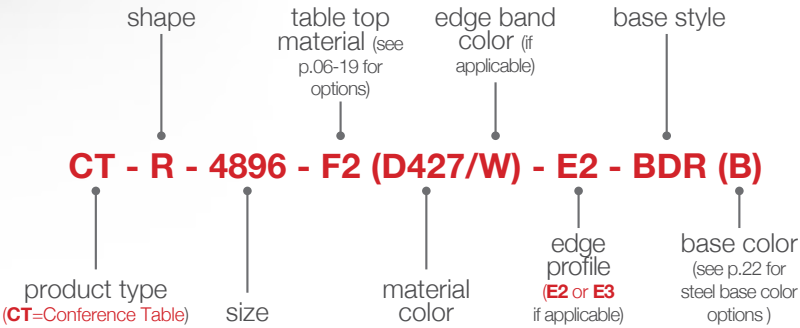 shape
table top
material (see
p.06-19 for
options)
edge band
color (if
applicable)
base style
CT - R - 4896 - F2 (D427/W) - E2 - BDR (B)
product type
(CT=Conference Table)
size
material
color
edge
profile
(E2 or E3
if applicable)
base color
(see p.22 for
steel base color
options )